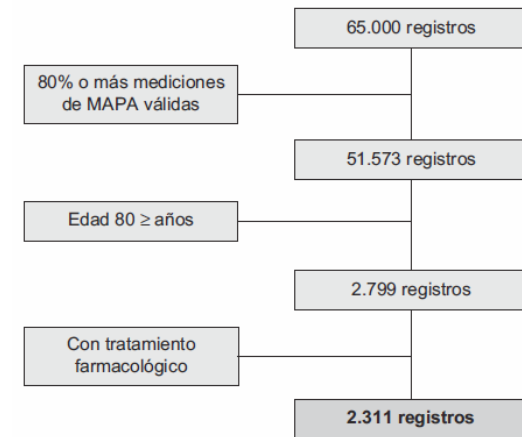 65.000 registros
80% o más mediciones
de MAPA válidas
51.573 registros
Edad 80 ≥ años
2.799 registros
Con tratamiento
farmacológico
2.311 registros